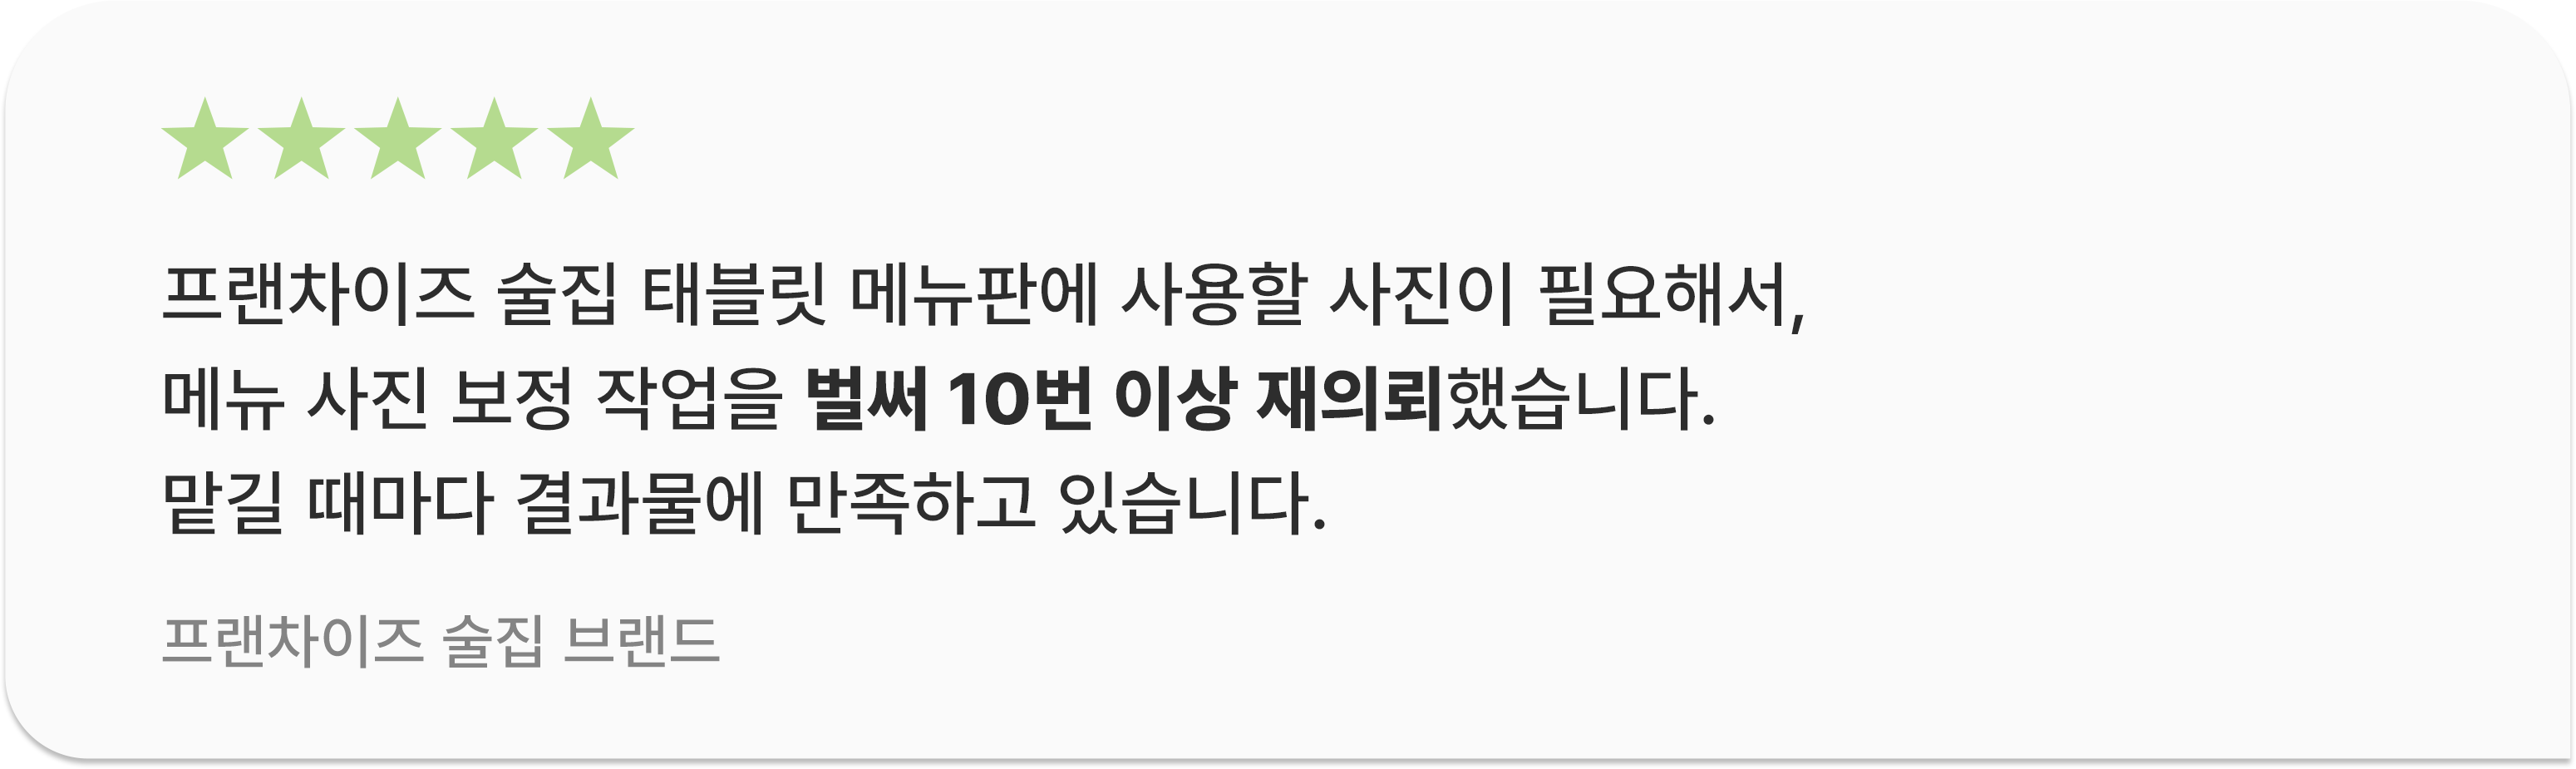 프랜차이즈 술집 태블릿 메뉴판에 사용할 사진이 필요해서,
메뉴 사진 보정 작업을 벌써 10번 이상 재의뢰했습니다.
맡길 때마다 결과물에 만족하고 있습니다.
프랜차이즈 술집 브랜드